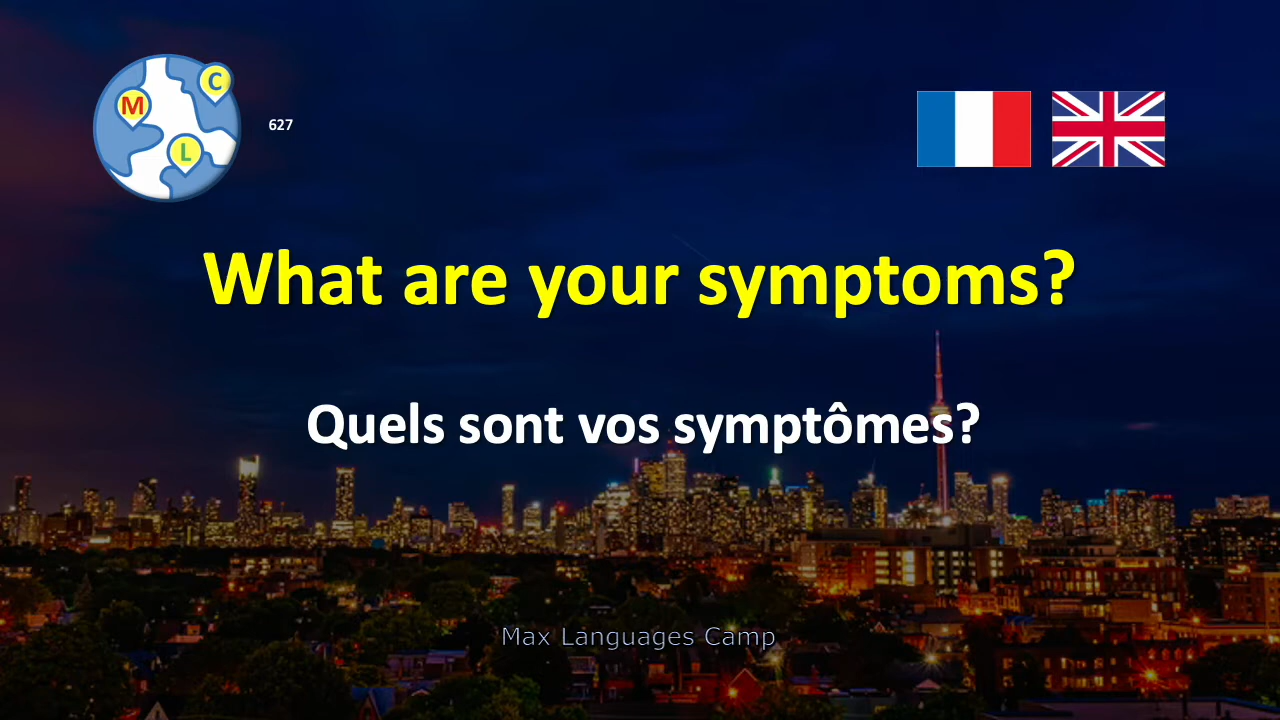 M
C
L
627
What are your symptoms?
Quels sont vos symptômes?
Max Languages Camp